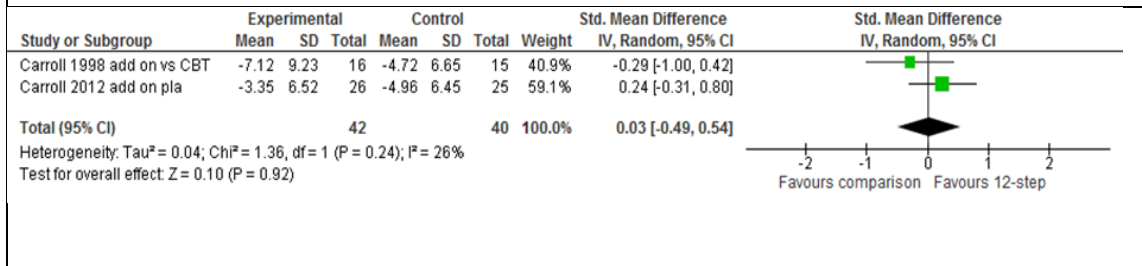 Experimental Control Std. Mean Difference Std. Mean Difference
Study or Subgroup Mean SD Total Mean SD Total Weight IV, Random, 95% CI IV, Random, 95% CI
Carroll 1998 add on vs CBT -7.12 9.23 16 -4.72 6.65 15 40.9% -0.29 [-1.00, 0.42]
Carroll 2012 add on pla -3.35 6.52 26 -4.96 6.45 25 59.1% 0.24 [-0.31, 0.80]
Total (95% CI) 42 40 100.0% 0.03 [-0.49, 0.54]
Heterogeneity: Tau² = 0.04; Chi² = 1.36, df = 1 (P = 0.24); I² = 26%
Test for overall effect: Z = 0.10 (P = 0.92)
-2 -1 0 1 2
Favours comparison Favours 12-step